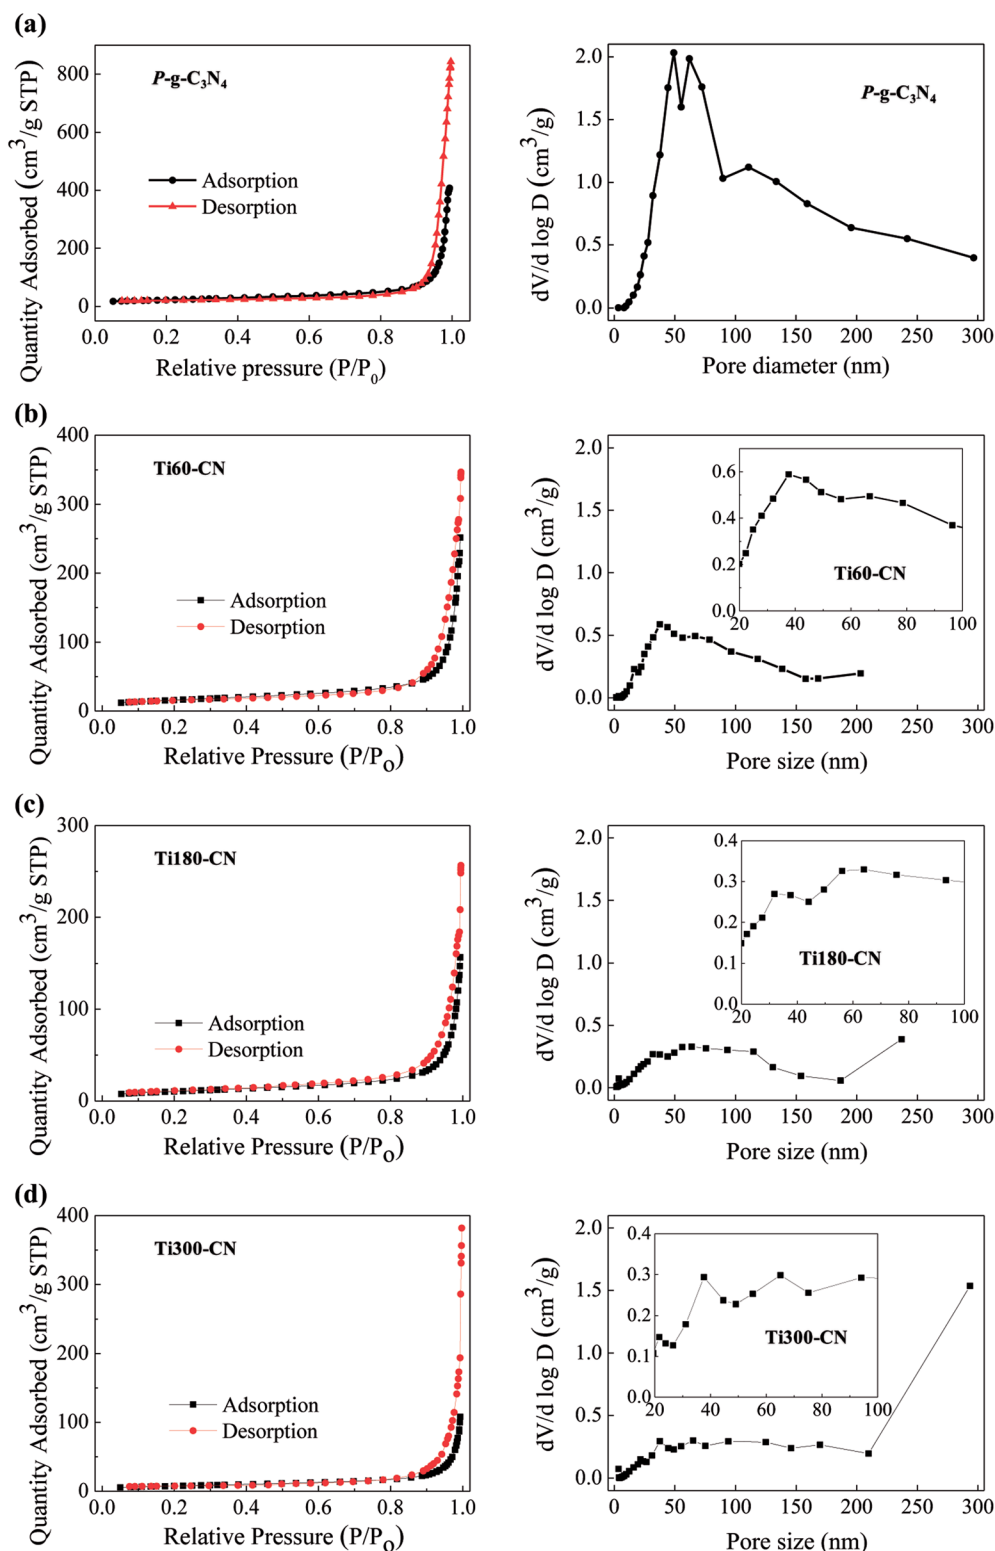 (a)
Quantity Adsorbed (cm³/g STP)
800
600
400
200
0
P-g-C₃N₄
Adsorption
Desorption
0.0 0.2 0.4 0.6 0.8 1.0
Relative pressure (P/P₀)
dV/d log D (cm³/g)
2.0
1.5
1.0
0.5
0.0
P-g-C₃N₄
0 50 100 150 200 250 300
Pore diameter (nm)
(b)
Quantity Adsorbed (cm³/g STP)
400
300
200
100
0
Ti60-CN
Adsorption
Desorption
0.0 0.2 0.4 0.6 0.8 1.0
Relative Pressure (P/PO)
dV/d log D (cm³/g)
2.0
1.5
1.0
0.5
0.0
0.6
0.4
0.2
0.0
Ti60-CN
20 40 60 80 100
0 50 100 150 200 250 300
Pore size (nm)
(c)
Quantity Adsorbed (cm³/g STP)
300
200
100
0
Ti180-CN
Adsorption
Desorption
0.0 0.2 0.4 0.6 0.8 1.0
Relative Pressure (P/PO)
dV/d log D (cm³/g)
2.0
1.5
1.0
0.5
0.0
0.4
0.3
0.2
0.1
0.0
Ti180-CN
20 40 60 80 100
0 50 100 150 200 250 300
Pore size (nm)
(d)
Quantity Adsorbed (cm³/g STP)
400
300
200
100
0
Ti300-CN
Adsorption
Desorption
0.0 0.2 0.4 0.6 0.8 1.0
Relative Pressure (P/PO)
dV/d log D (cm³/g)
2.0
1.5
1.0
0.5
0.0
0.4
0.3
0.2
0.1
0.0
Ti300-CN
20 40 60 80 100
0 50 100 150 200 250 300
Pore size (nm)